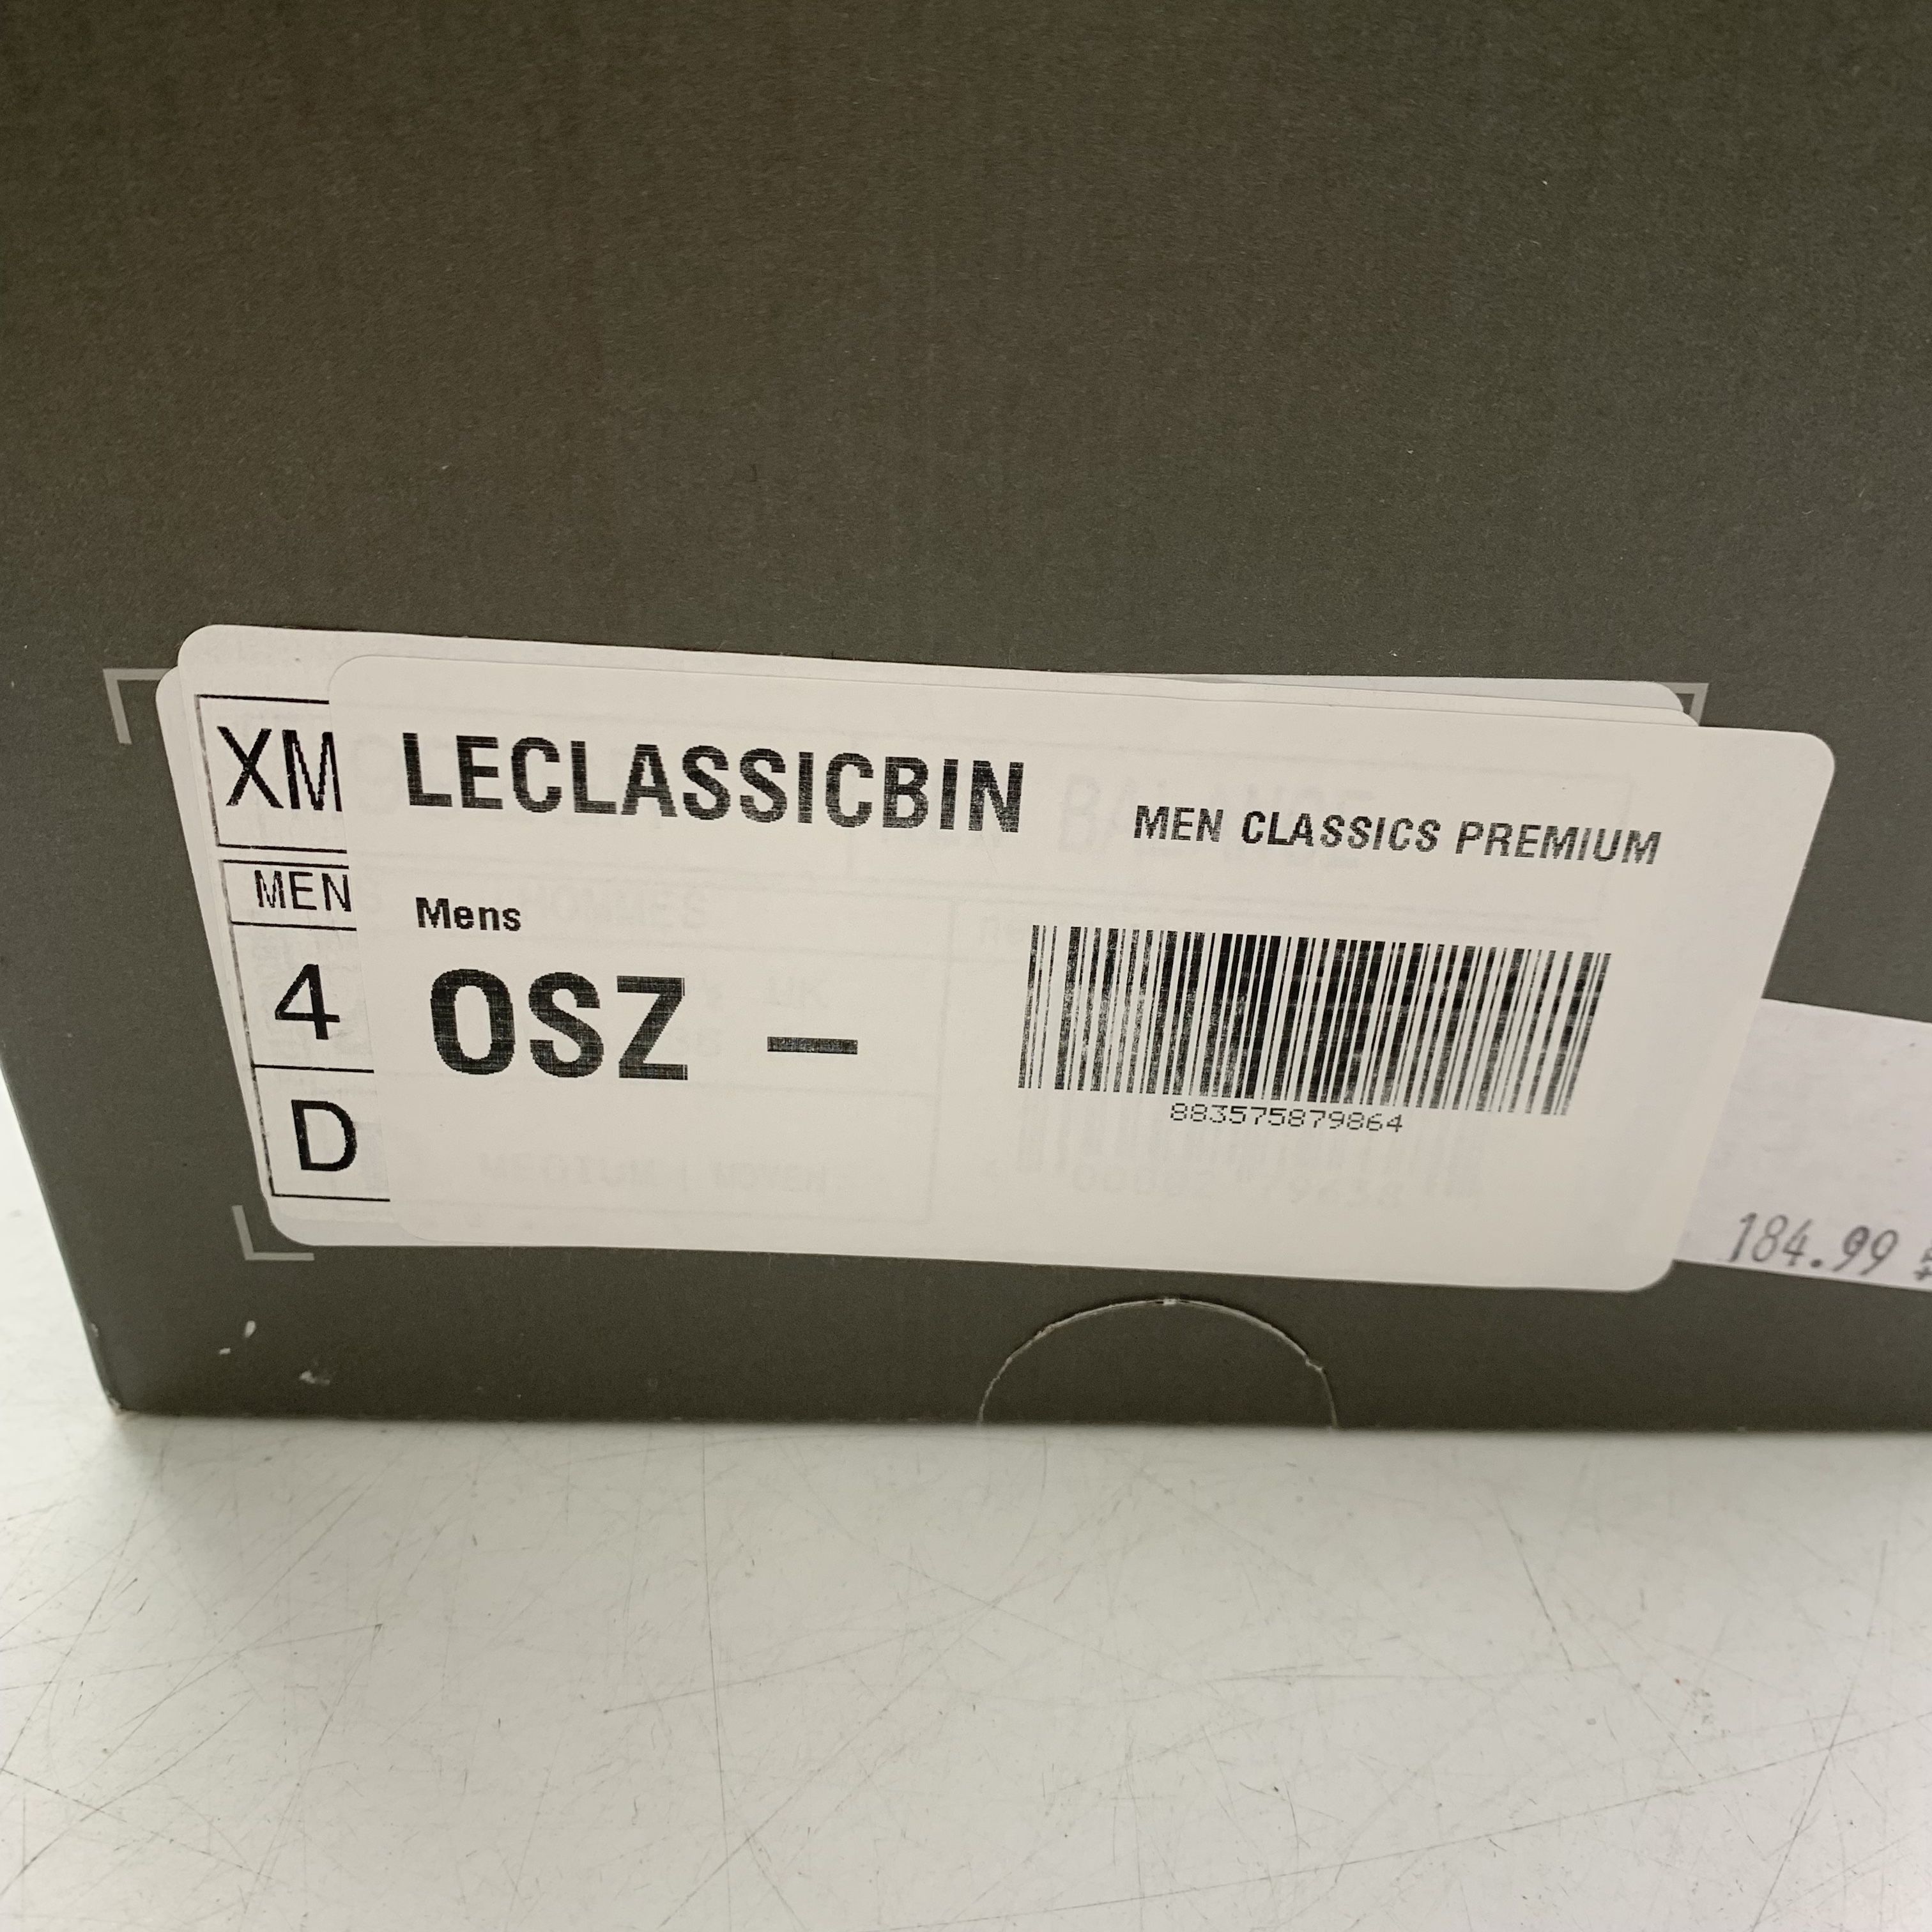 XM
LECLASSICBIN
MEN CLASSICS PREMIUM
MEN
Mens
4
OSZ –
883575879864
D
184.99